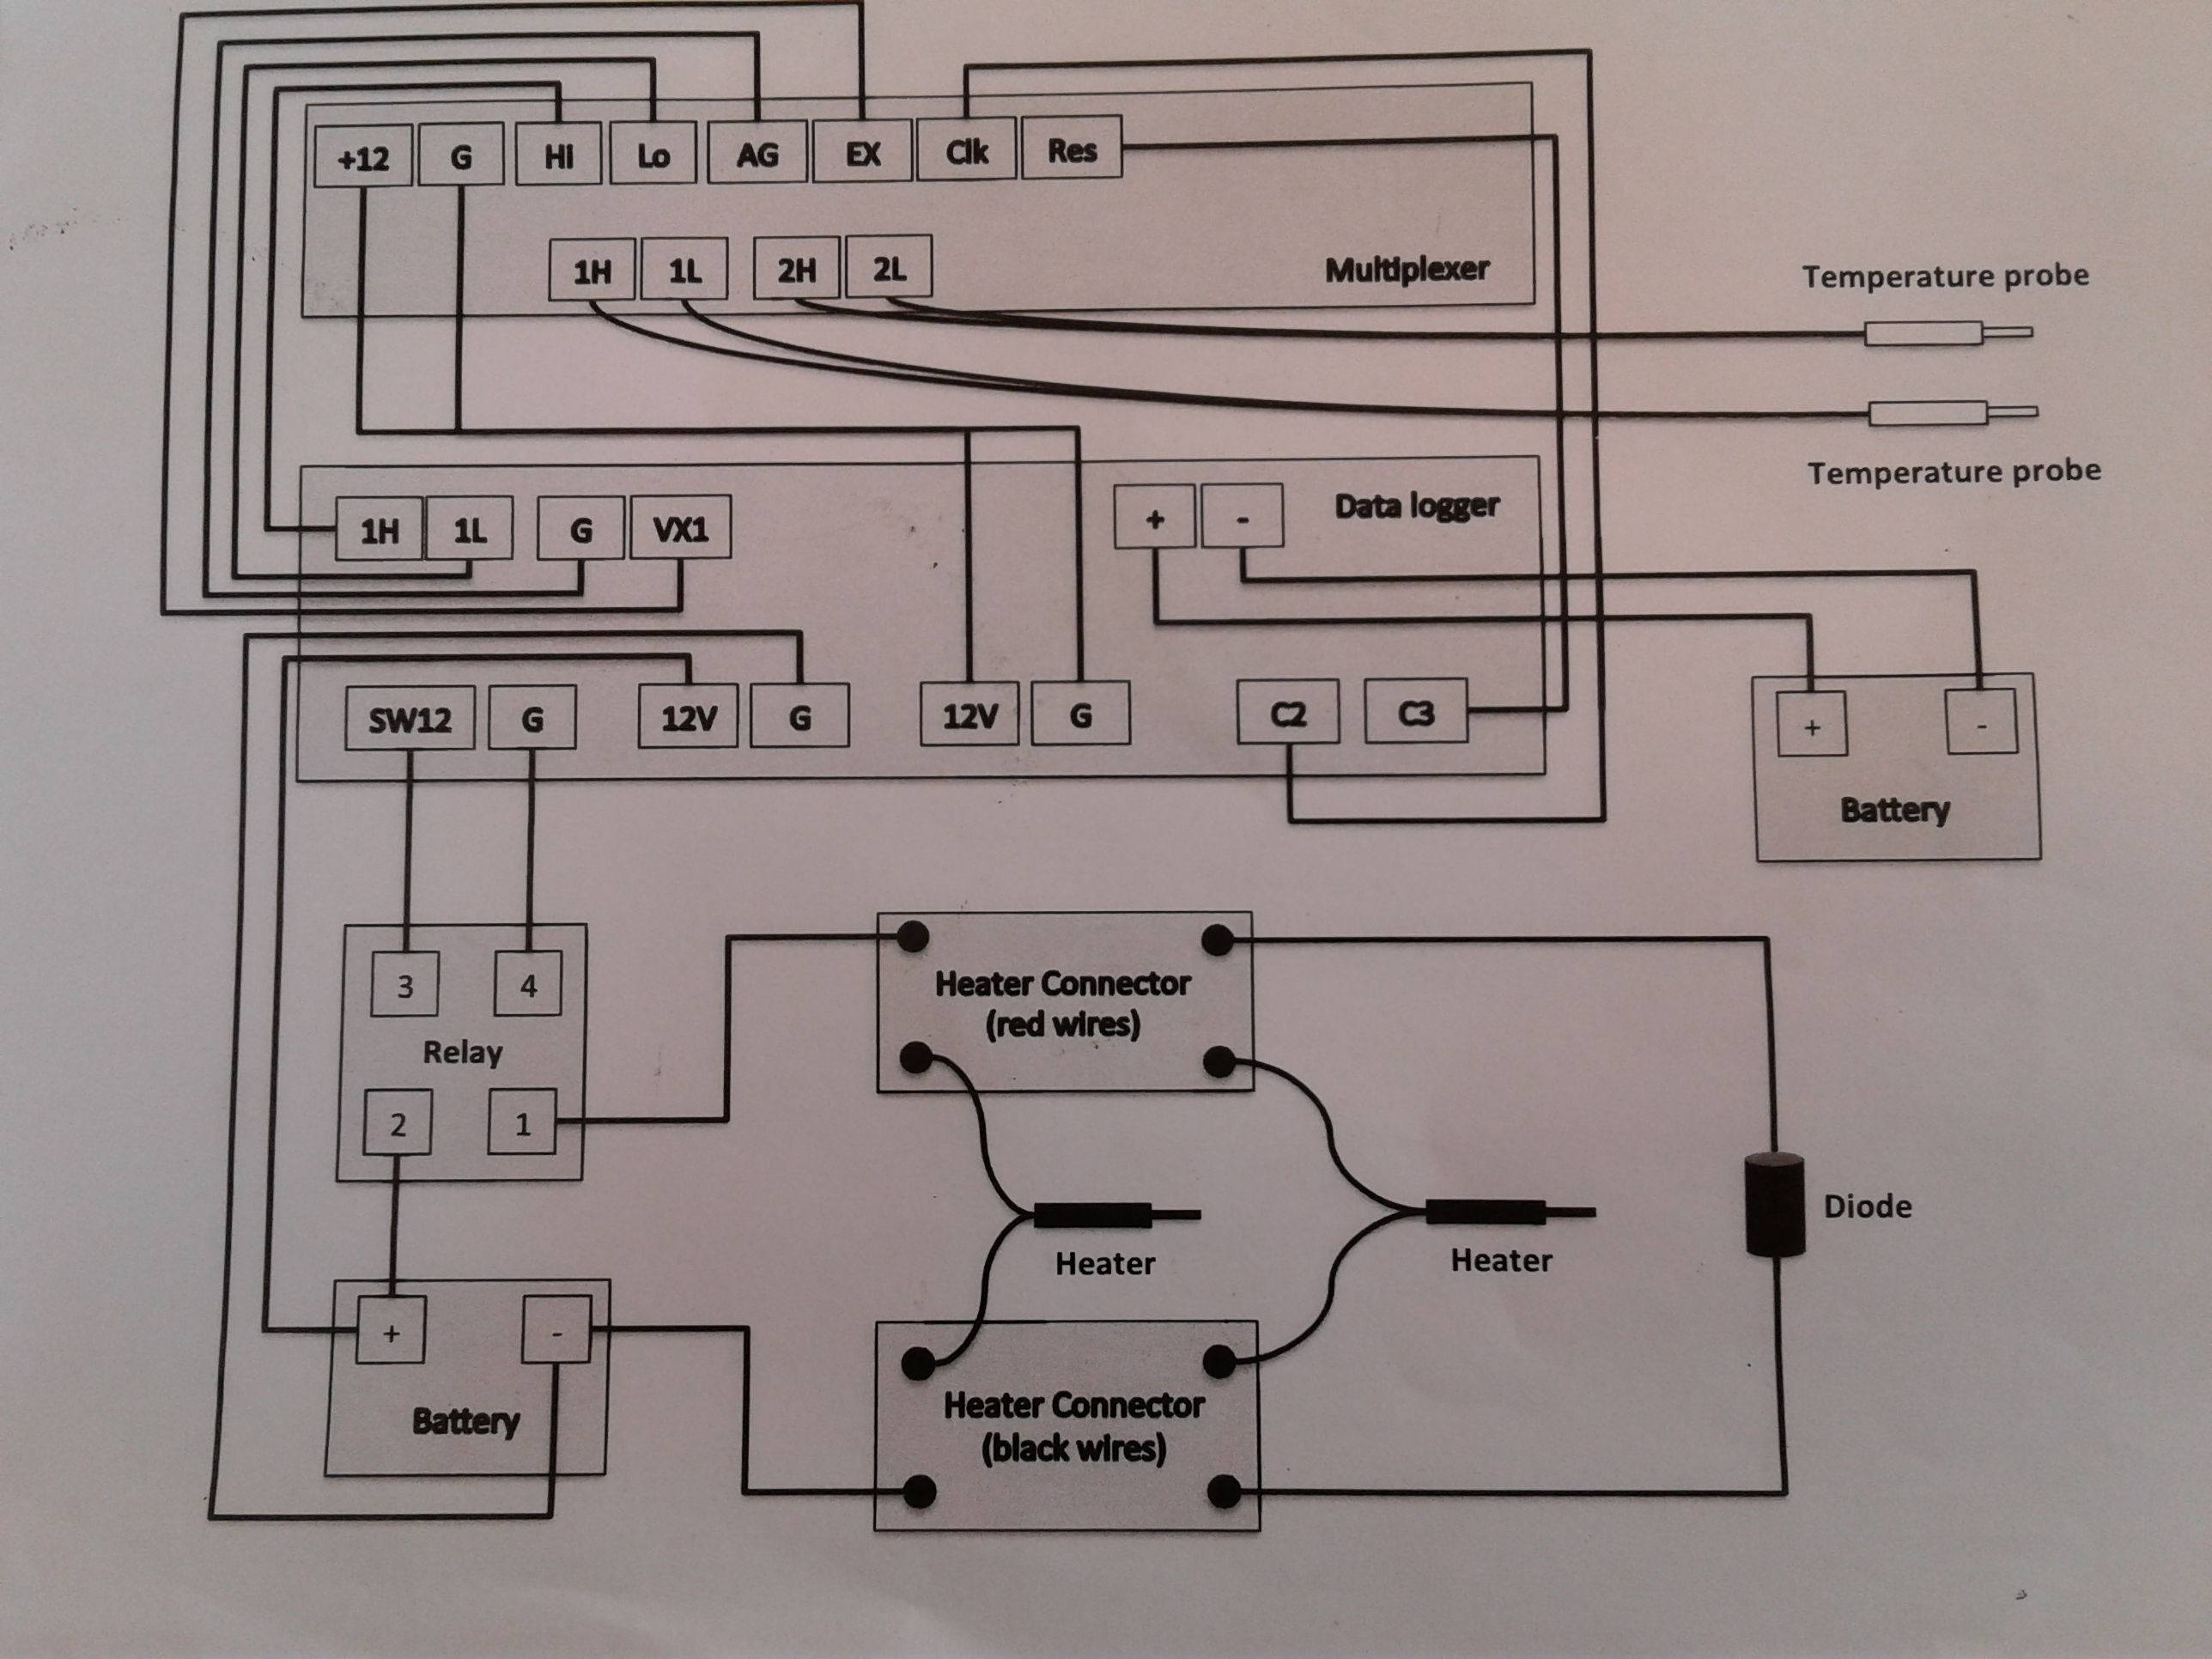 +12
G
HI
Lo
AG
EX
Clk
Res
1H
1L
2H
2L
Multiplexer
Temperature probe
Temperature probe
1H
1L
G
VX1
+
-
Data logger
SW12
G
12V
G
12V
G
C2
C3
+
-
Battery
3
4
Relay
2
1
+
-
Battery
Heater Connector
(red wires)
Heater
Heater
Heater Connector
(black wires)
Diode